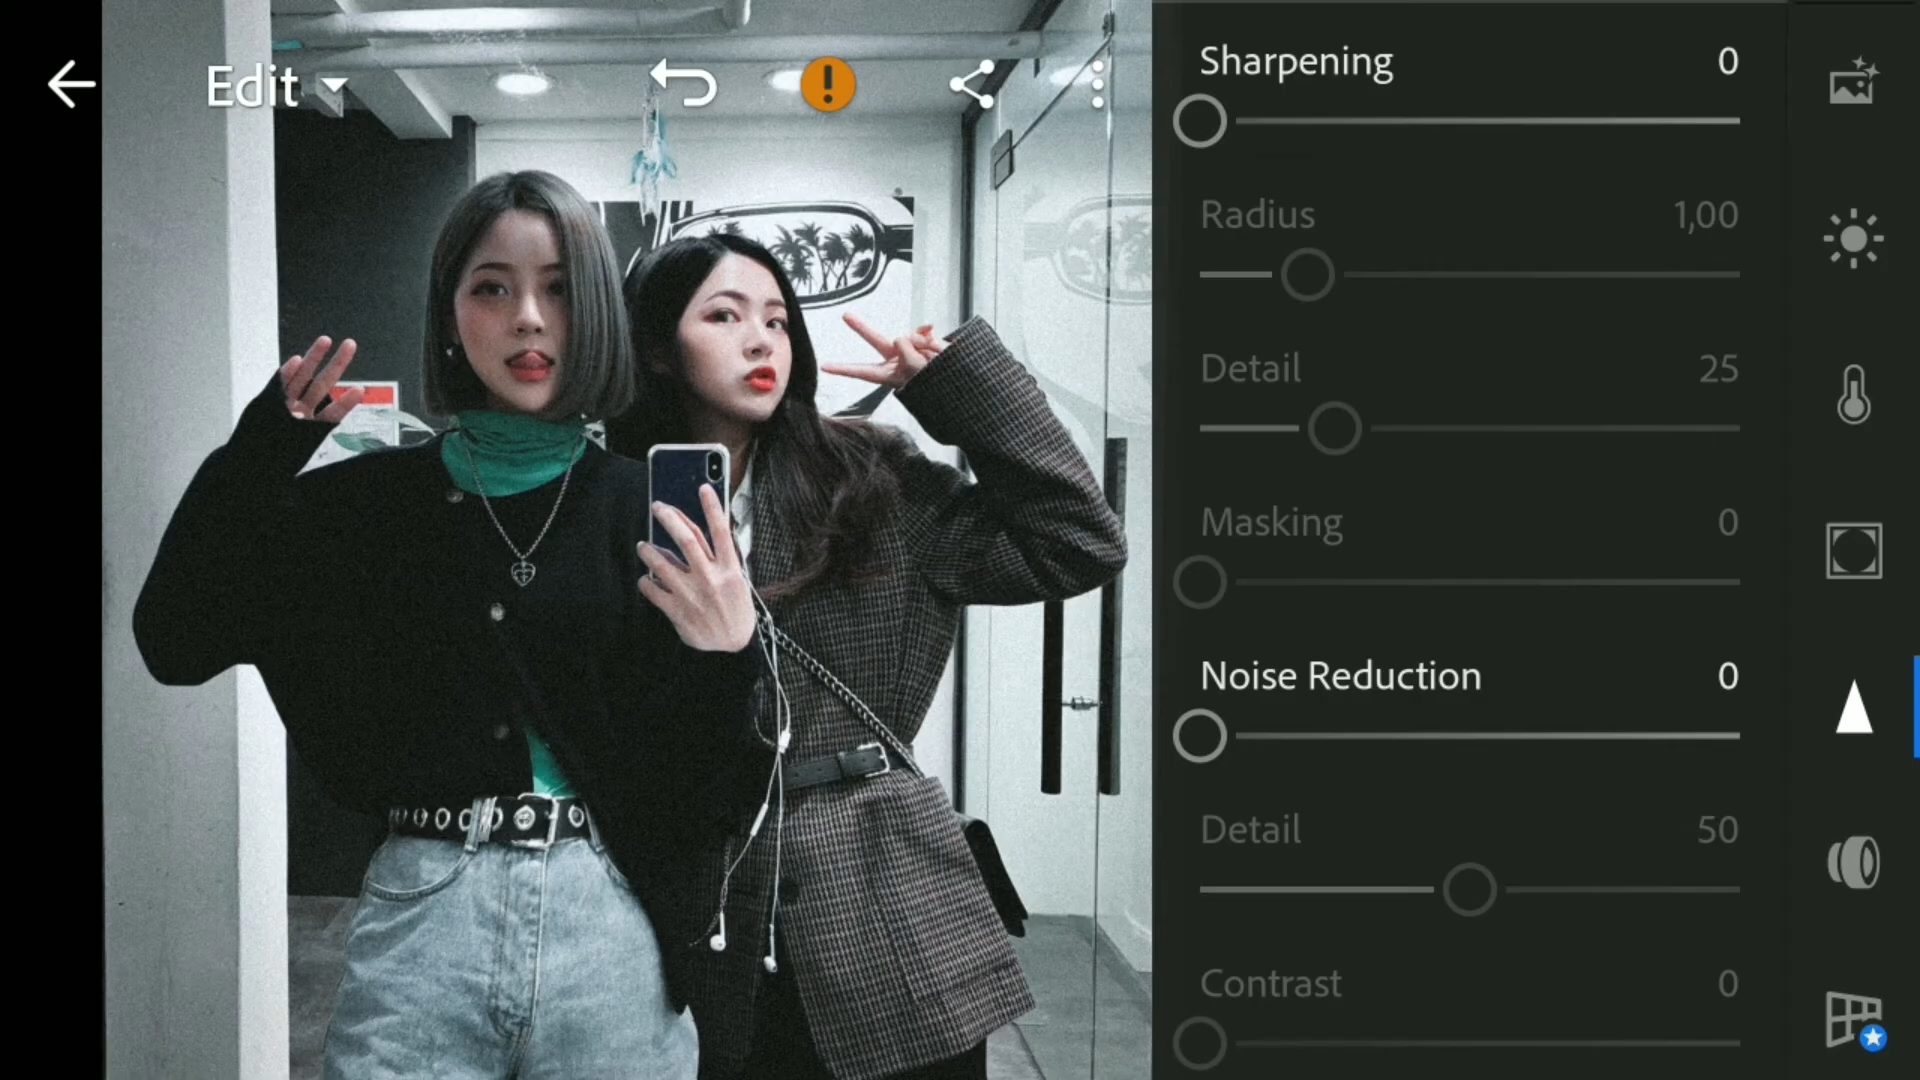 Edit
Sharpening 0
Radius 1,00
Detail 25
Masking 0
Noise Reduction 0
Detail 50
Contrast 0